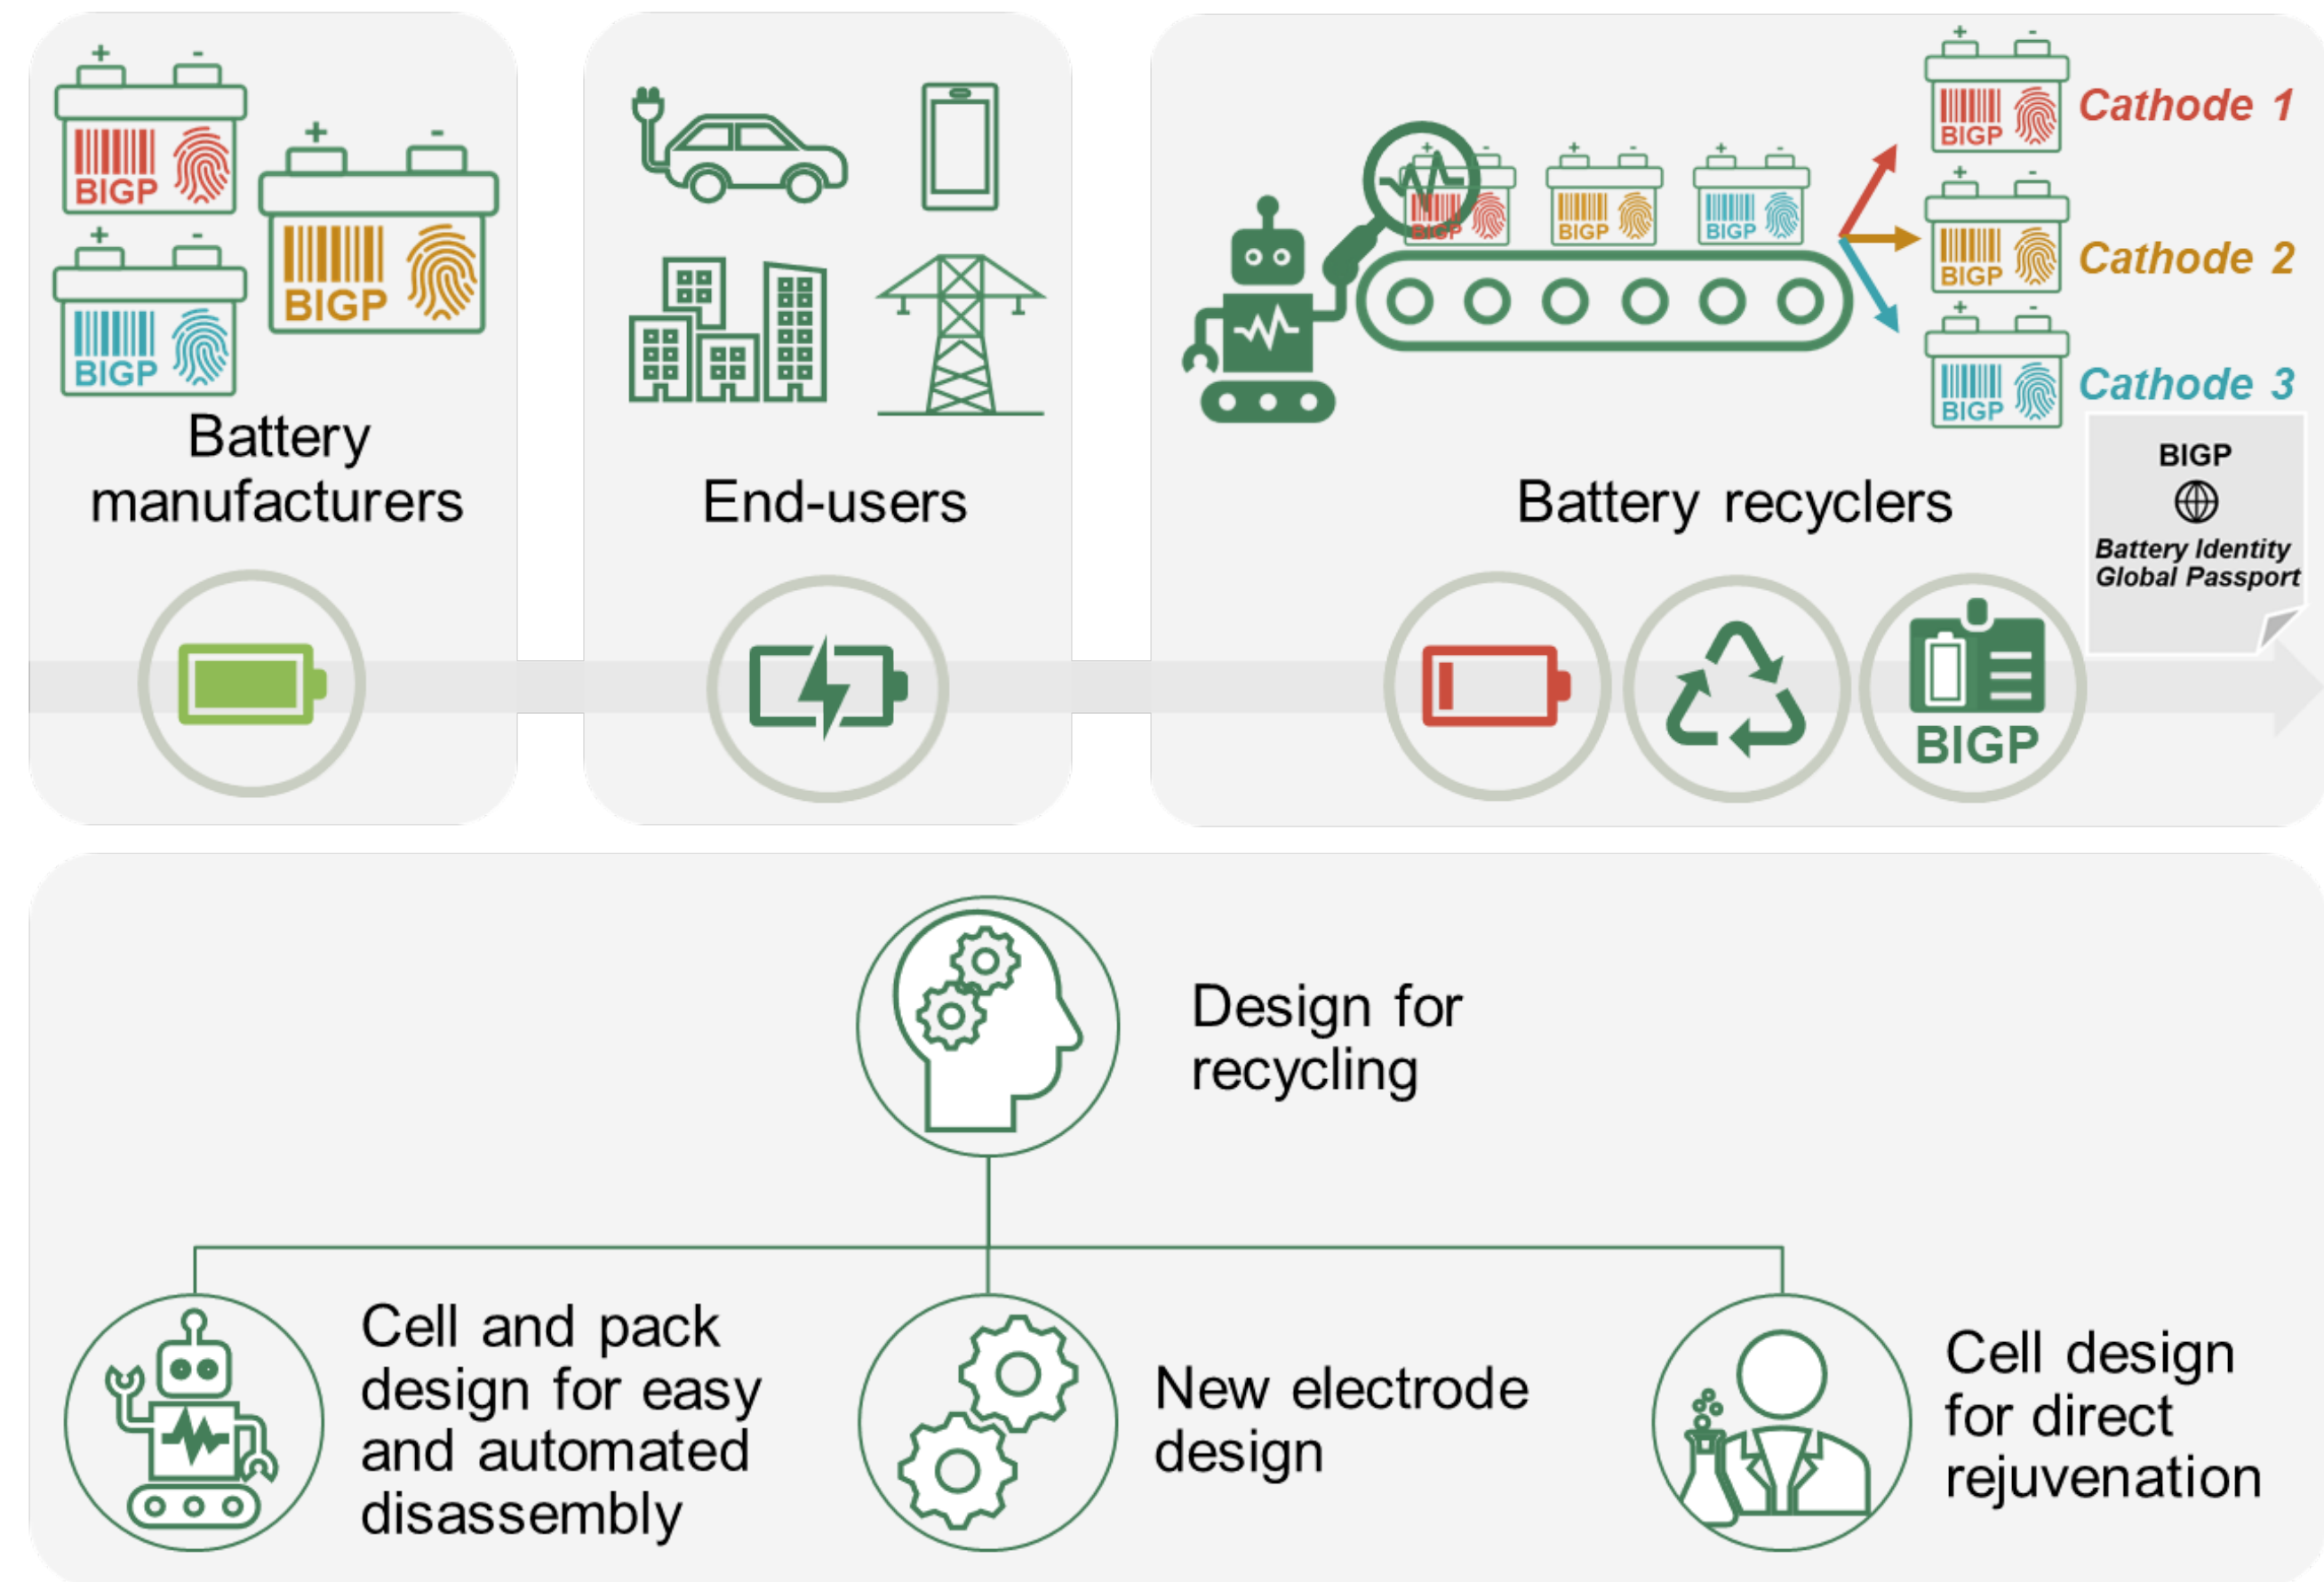 + -
BIGP
+ -
BIGP
+ -
BIGP
Battery
manufacturers
End-users
+ -
BIGP
+ -
BIGP
+ -
BIGP
+ -
BIGP
Cathode 1
+ -
BIGP
Cathode 2
+ -
BIGP
Cathode 3
Battery recyclers
BIGP
Battery Identity
Global Passport
BIGP
Design for
recycling
Cell and pack
design for easy
and automated
disassembly
New electrode
design
Cell design
for direct
rejuvenation